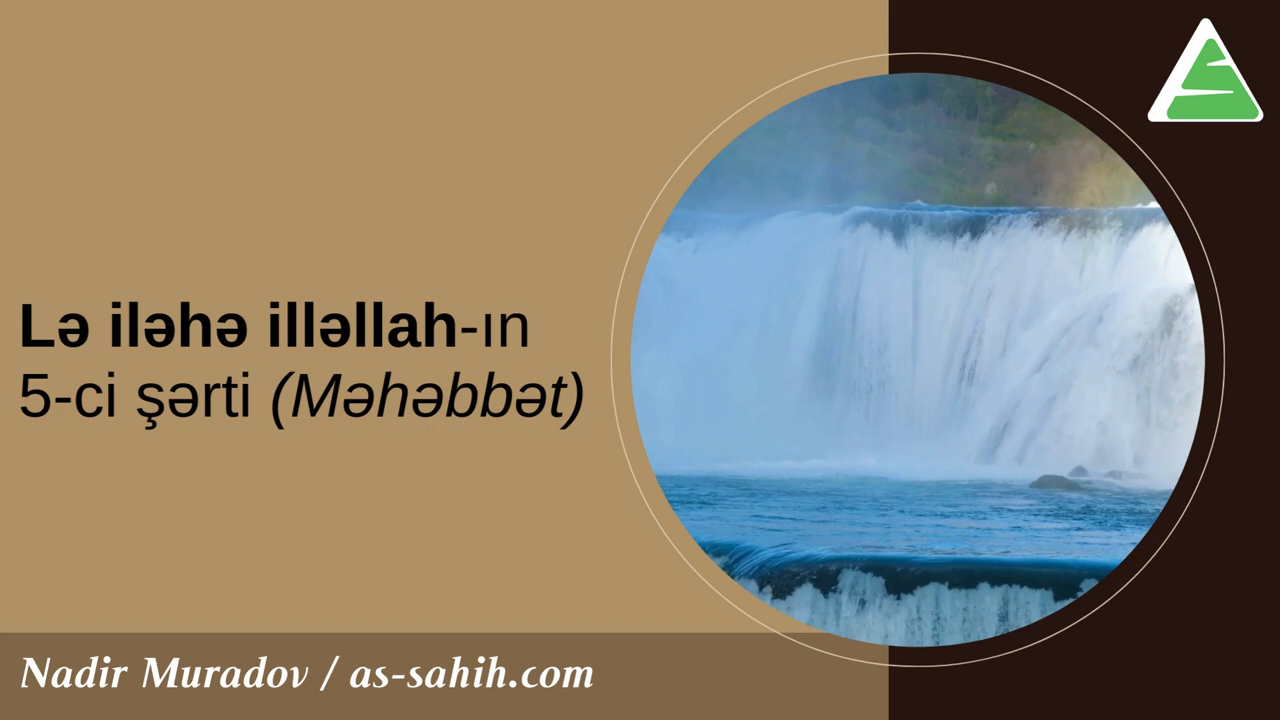 Lə iləhə illəllah-ın
5-ci şərti (Məhəbbət)
Nadir Muradov / as-sahih.com